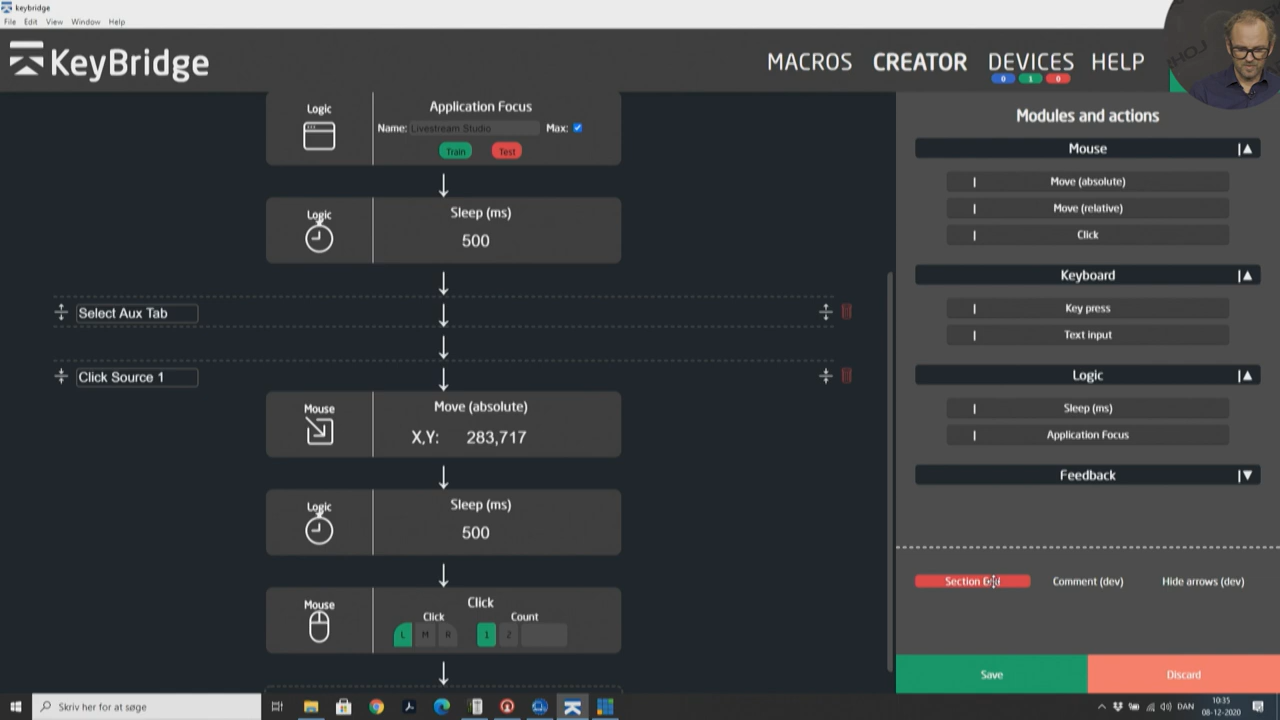 keybridge
File Edit View Window Help
KeyBridge
MACROS CREATOR DEVICES HELP
0 1 0
Logic
Application Focus
Name: Livestream Studio Max:
Train Test
Logic
Sleep (ms)
500
Select Aux Tab
Click Source 1
Mouse
Move (absolute)
X,Y: 283,717
Logic
Sleep (ms)
500
Mouse
Click
Click Count
L M R 1 2
Modules and actions
Mouse
Move (absolute)
Move (relative)
Click
Keyboard
Key press
Text input
Logic
Sleep (ms)
Application Focus
Feedback
Section End Comment (dev) Hide arrows (dev)
Save Discard
Skriv her for at søge
DAN
10:35
08-12-2020